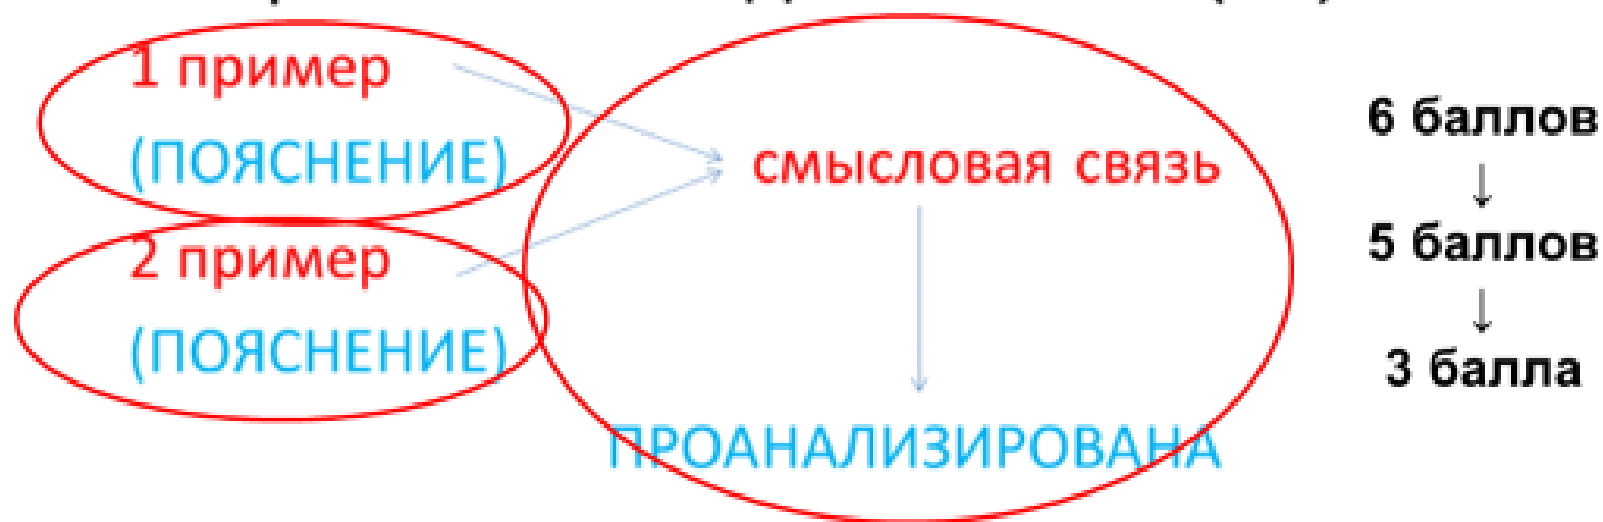 1 пример
(ПОЯСНЕНИЕ)
2 пример
(ПОЯСНЕНИЕ)
смысловая связь
ПРОАНАЛИЗИРОВАНА
6 баллов
↓
5 баллов
↓
3 балла